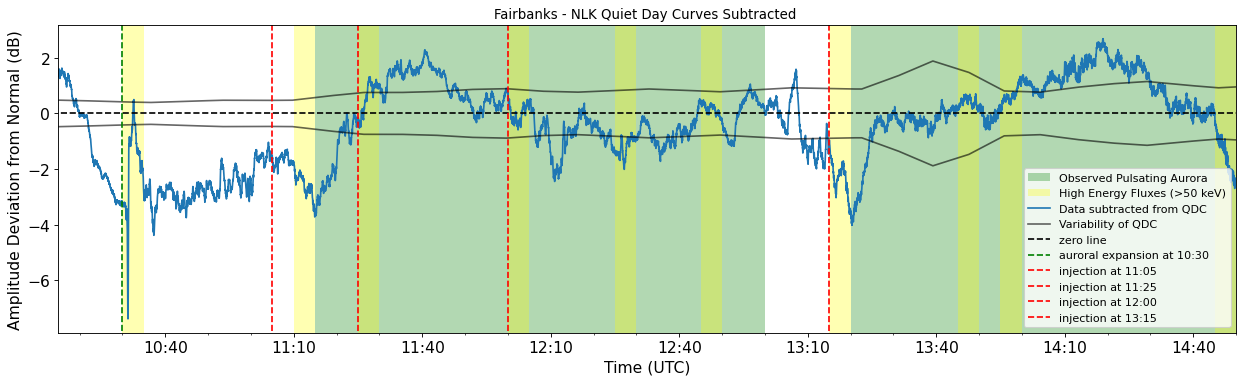 Fairbanks - NLK Quiet Day Curves Subtracted
Amplitude Deviation from Normal (dB)
2
0
−2
−4
−6
Observed Pulsating Aurora
High Energy Fluxes (>50 keV)
Data subtracted from QDC
Variability of QDC
zero line
auroral expansion at 10:30
injection at 11:05
injection at 11:25
injection at 12:00
injection at 13:15
10:40 11:10 11:40 12:10 12:40 13:10 13:40 14:10 14:40
Time (UTC)